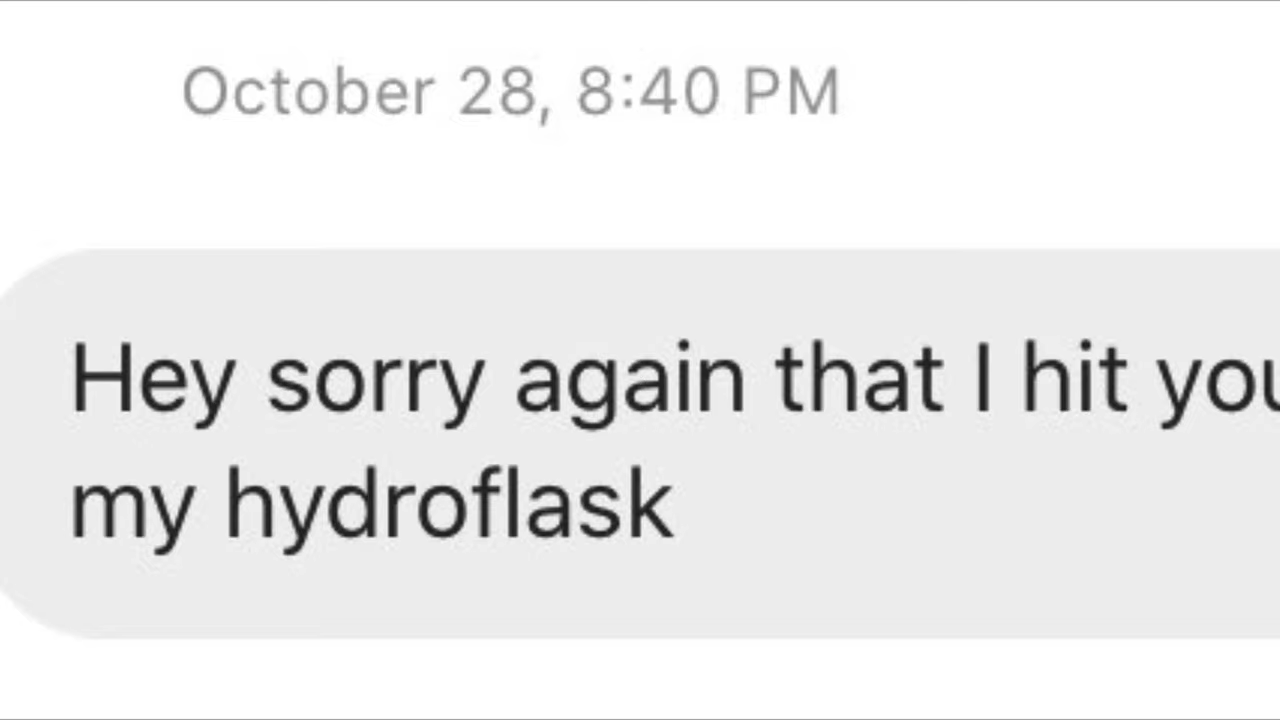 October 28, 8:40 PM
Hey sorry again that I hit you
my hydroflask